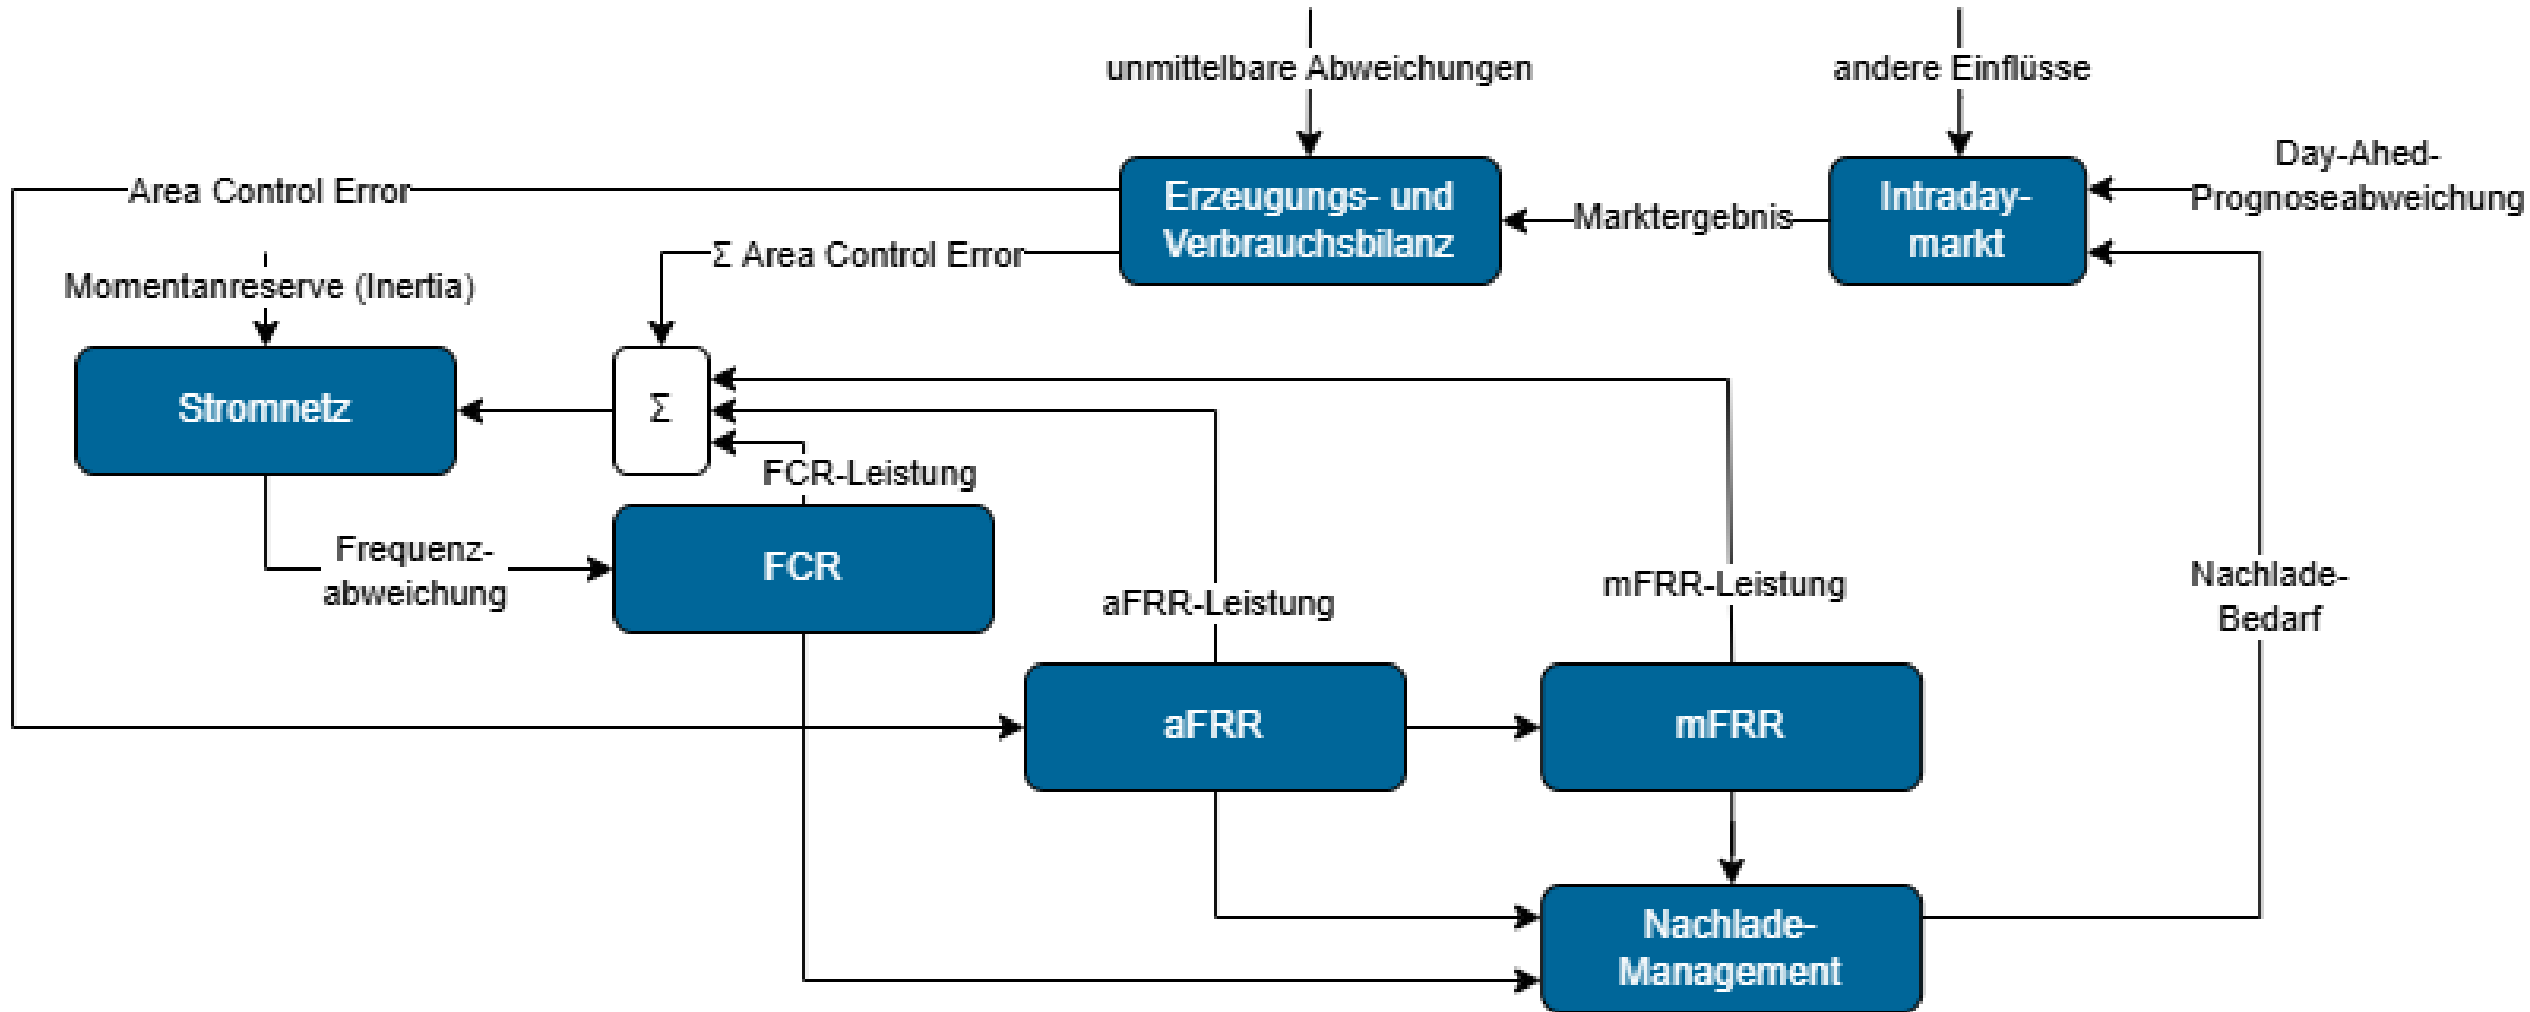 unmittelbare Abweichungen
andere Einflüsse
Day-Ahed-
Prognoseabweichung
Area Control Error
Erzeugungs- und
Verbrauchsbilanz
Marktergebnis
Intraday-
markt
Σ Area Control Error
Momentanreserve (Inertia)
Stromnetz
Σ
FCR-Leistung
Frequenz-
abweichung
FCR
aFRR-Leistung
mFRR-Leistung
Nachlade-
Bedarf
aFRR
mFRR
Nachlade-
Management